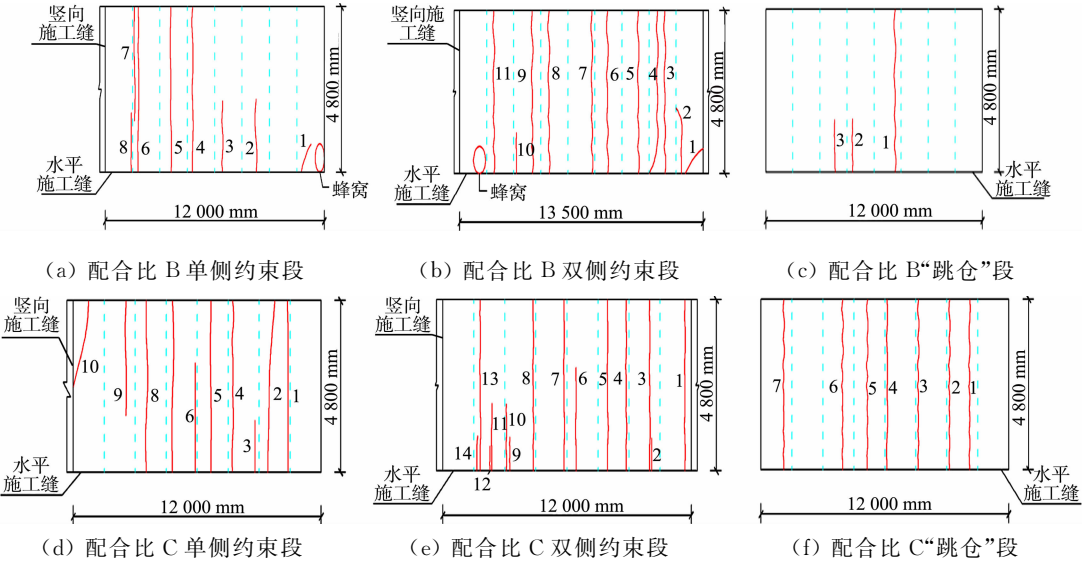 竖向
施工缝
7
8
6
5
4
3
2
1
水平
施工缝
蜂窝
4 800 mm
12 000 mm
(a) 配合比 B 单侧约束段
竖向施
工缝
11
9
8
7
6
5
4
3
2
1
10
水平
施工缝
蜂窝
4 800 mm
13 500 mm
(b) 配合比 B 双侧约束段
3
2
1
4 800 mm
水平
施工缝
12 000 mm
(c) 配合比 B“跳仓”段
竖向
施工缝
10
9
8
6
5
4
3
2
1
水平
施工缝
4 800 mm
12 000 mm
(d) 配合比 C 单侧约束段
竖向
施工缝
13
8
7
6
5
4
3
1
11
10
14
9
2
12
水平
施工缝
4 800 mm
12 000 mm
(e) 配合比 C 双侧约束段
7
6
5
4
3
2
1
4 800 mm
水平
施工缝
12 000 mm
(f) 配合比 C“跳仓”段